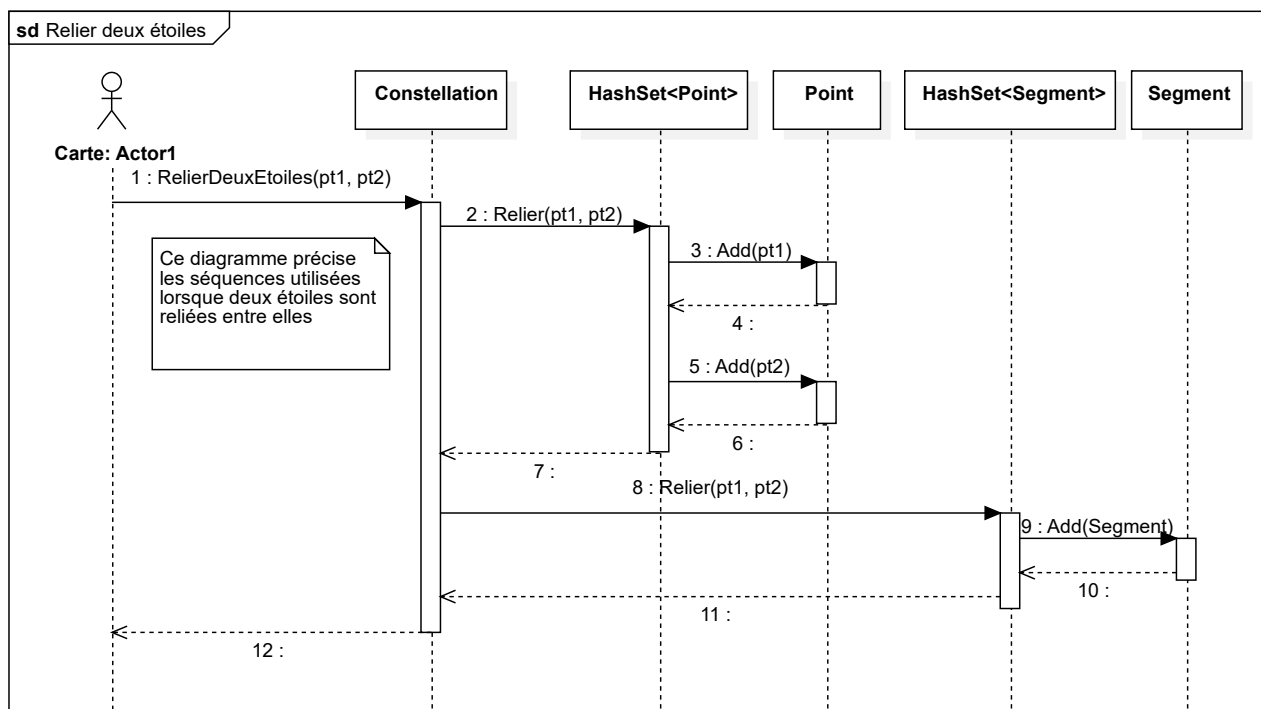 sd Relier deux étoiles
Constellation
HashSet<Point>
Point
HashSet<Segment>
Segment
Carte: Actor1
1 : RelierDeuxEtoiles(pt1, pt2)
2 : Relier(pt1, pt2)
Ce diagramme précise
les séquences utilisées
lorsque deux étoiles sont
reliées entre elles
3 : Add(pt1)
4 :
5 : Add(pt2)
6 :
7 :
8 : Relier(pt1, pt2)
9 : Add(Segment)
10 :
11 :
12 :